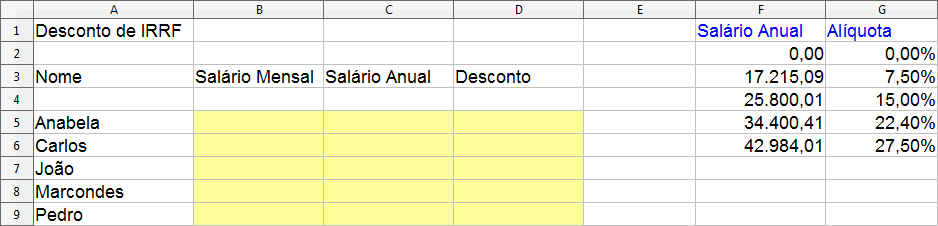 A B C D E F G
1 Desconto de IRRF Salário Anual Alíquota
2 0,00 0,00%
3 Nome Salário Mensal Salário Anual Desconto 17.215,09 7,50%
4 25.800,01 15,00%
5 Anabela 34.400,41 22,40%
6 Carlos 42.984,01 27,50%
7 João
8 Marcondes
9 Pedro